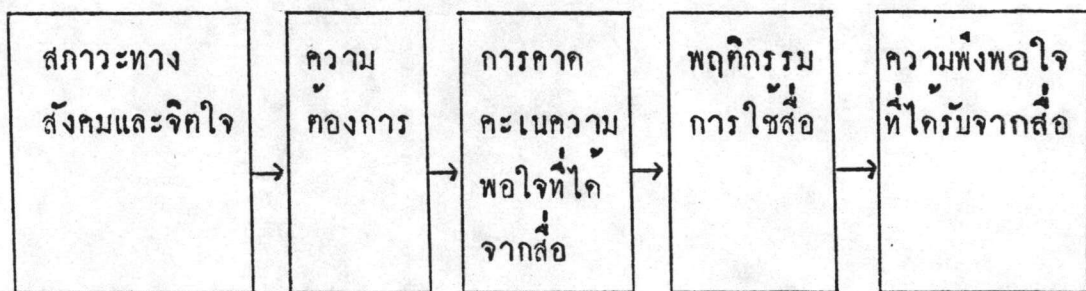 สภาวะทาง
สังคมและจิตใจ
ความ
ต้องการ
การคาด
คะเนความ
พอใจที่ได้
จากสื่อ
พฤติกรรม
การใช้สื่อ
ความพึงพอใจ
ที่ได้รับจากสื่อ